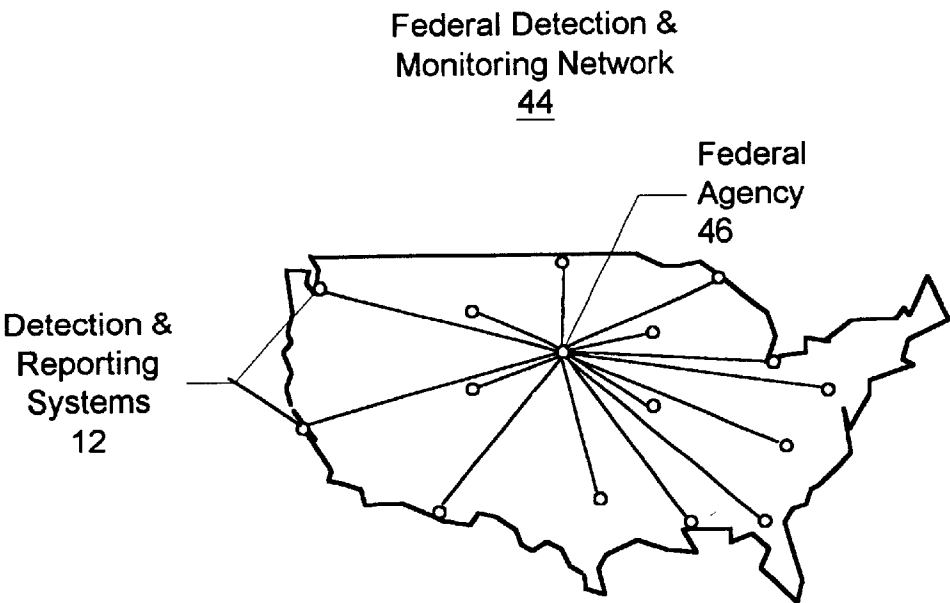 Federal Detection &
Monitoring Network
44
Federal
Agency
46
Detection &
Reporting
Systems
12